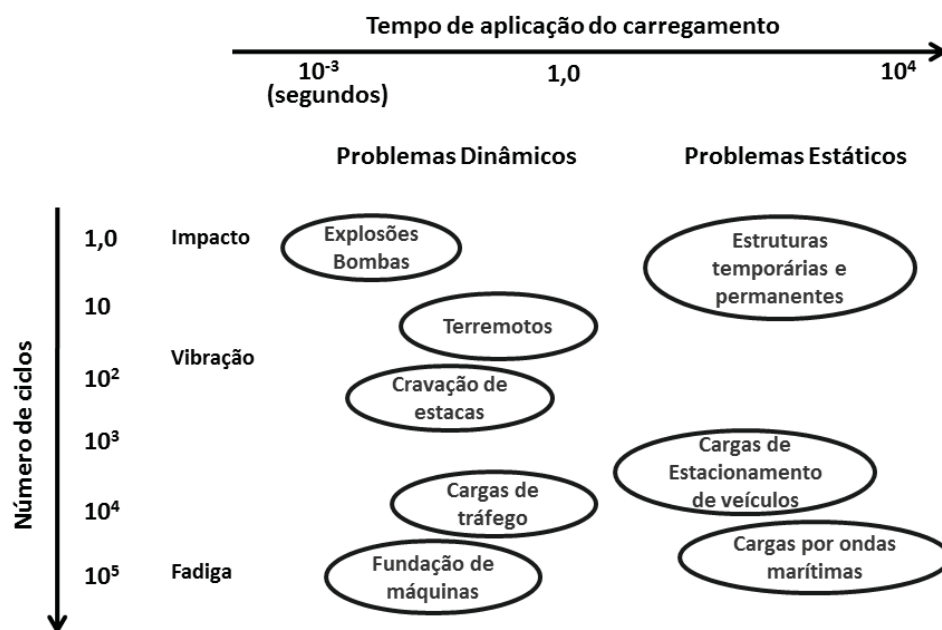 Tempo de aplicação do carregamento
10⁻³
(segundos)
1,0
10⁴
Problemas Dinâmicos
Problemas Estáticos
Número de ciclos
1,0
Impacto
Explosões
Bombas
Estruturas
temporárias e
permanentes
10
Terremotos
Vibração
10²
Cravação de
estacas
10³
Cargas de
Estacionamento
de veículos
10⁴
Cargas de
tráfego
Cargas por ondas
marítimas
10⁵
Fadiga
Fundação de
máquinas